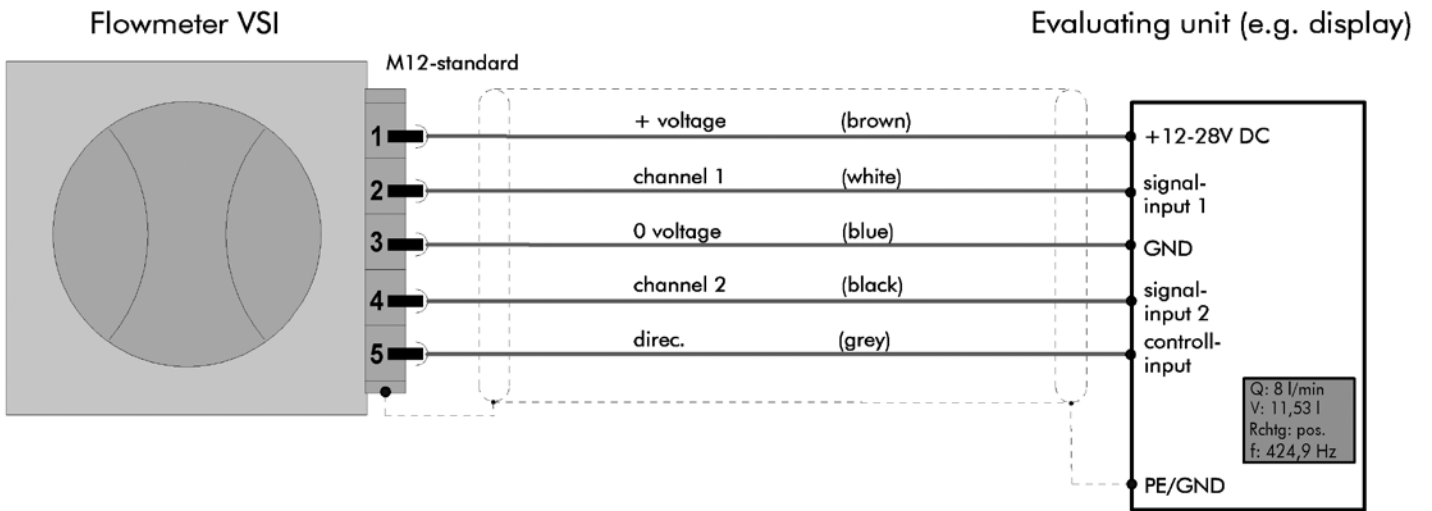 Flowmeter VSI
Evaluating unit (e.g. display)
M12-standard
1
+ voltage (brown)
+12-28V DC
2
channel 1 (white)
signal-
input 1
3
0 voltage (blue)
GND
4
channel 2 (black)
signal-
input 2
5
direc. (grey)
controll-
input
Q: 8 l/min
V: 11,53 l
Rchtg: pos.
f: 424,9 Hz
PE/GND